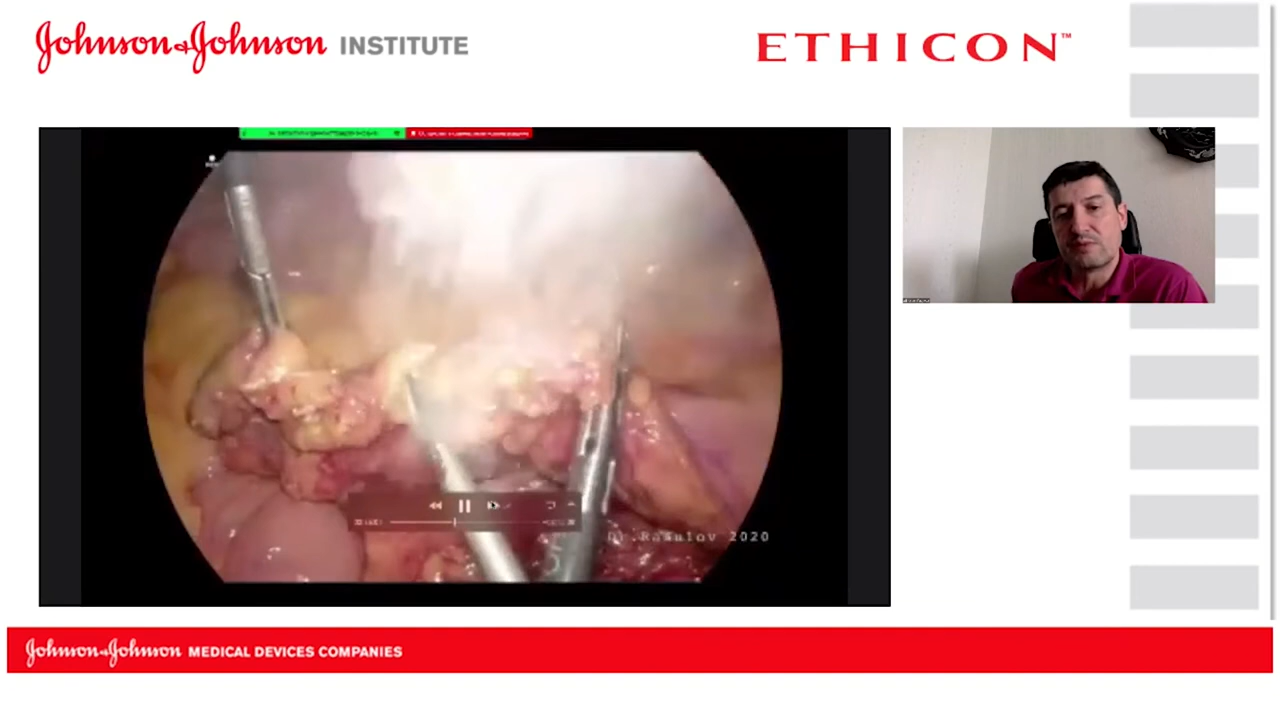 Johnson & Johnson INSTITUTE
ETHICON™
Dr.Rasulov 2020
Johnson & Johnson MEDICAL DEVICES COMPANIES